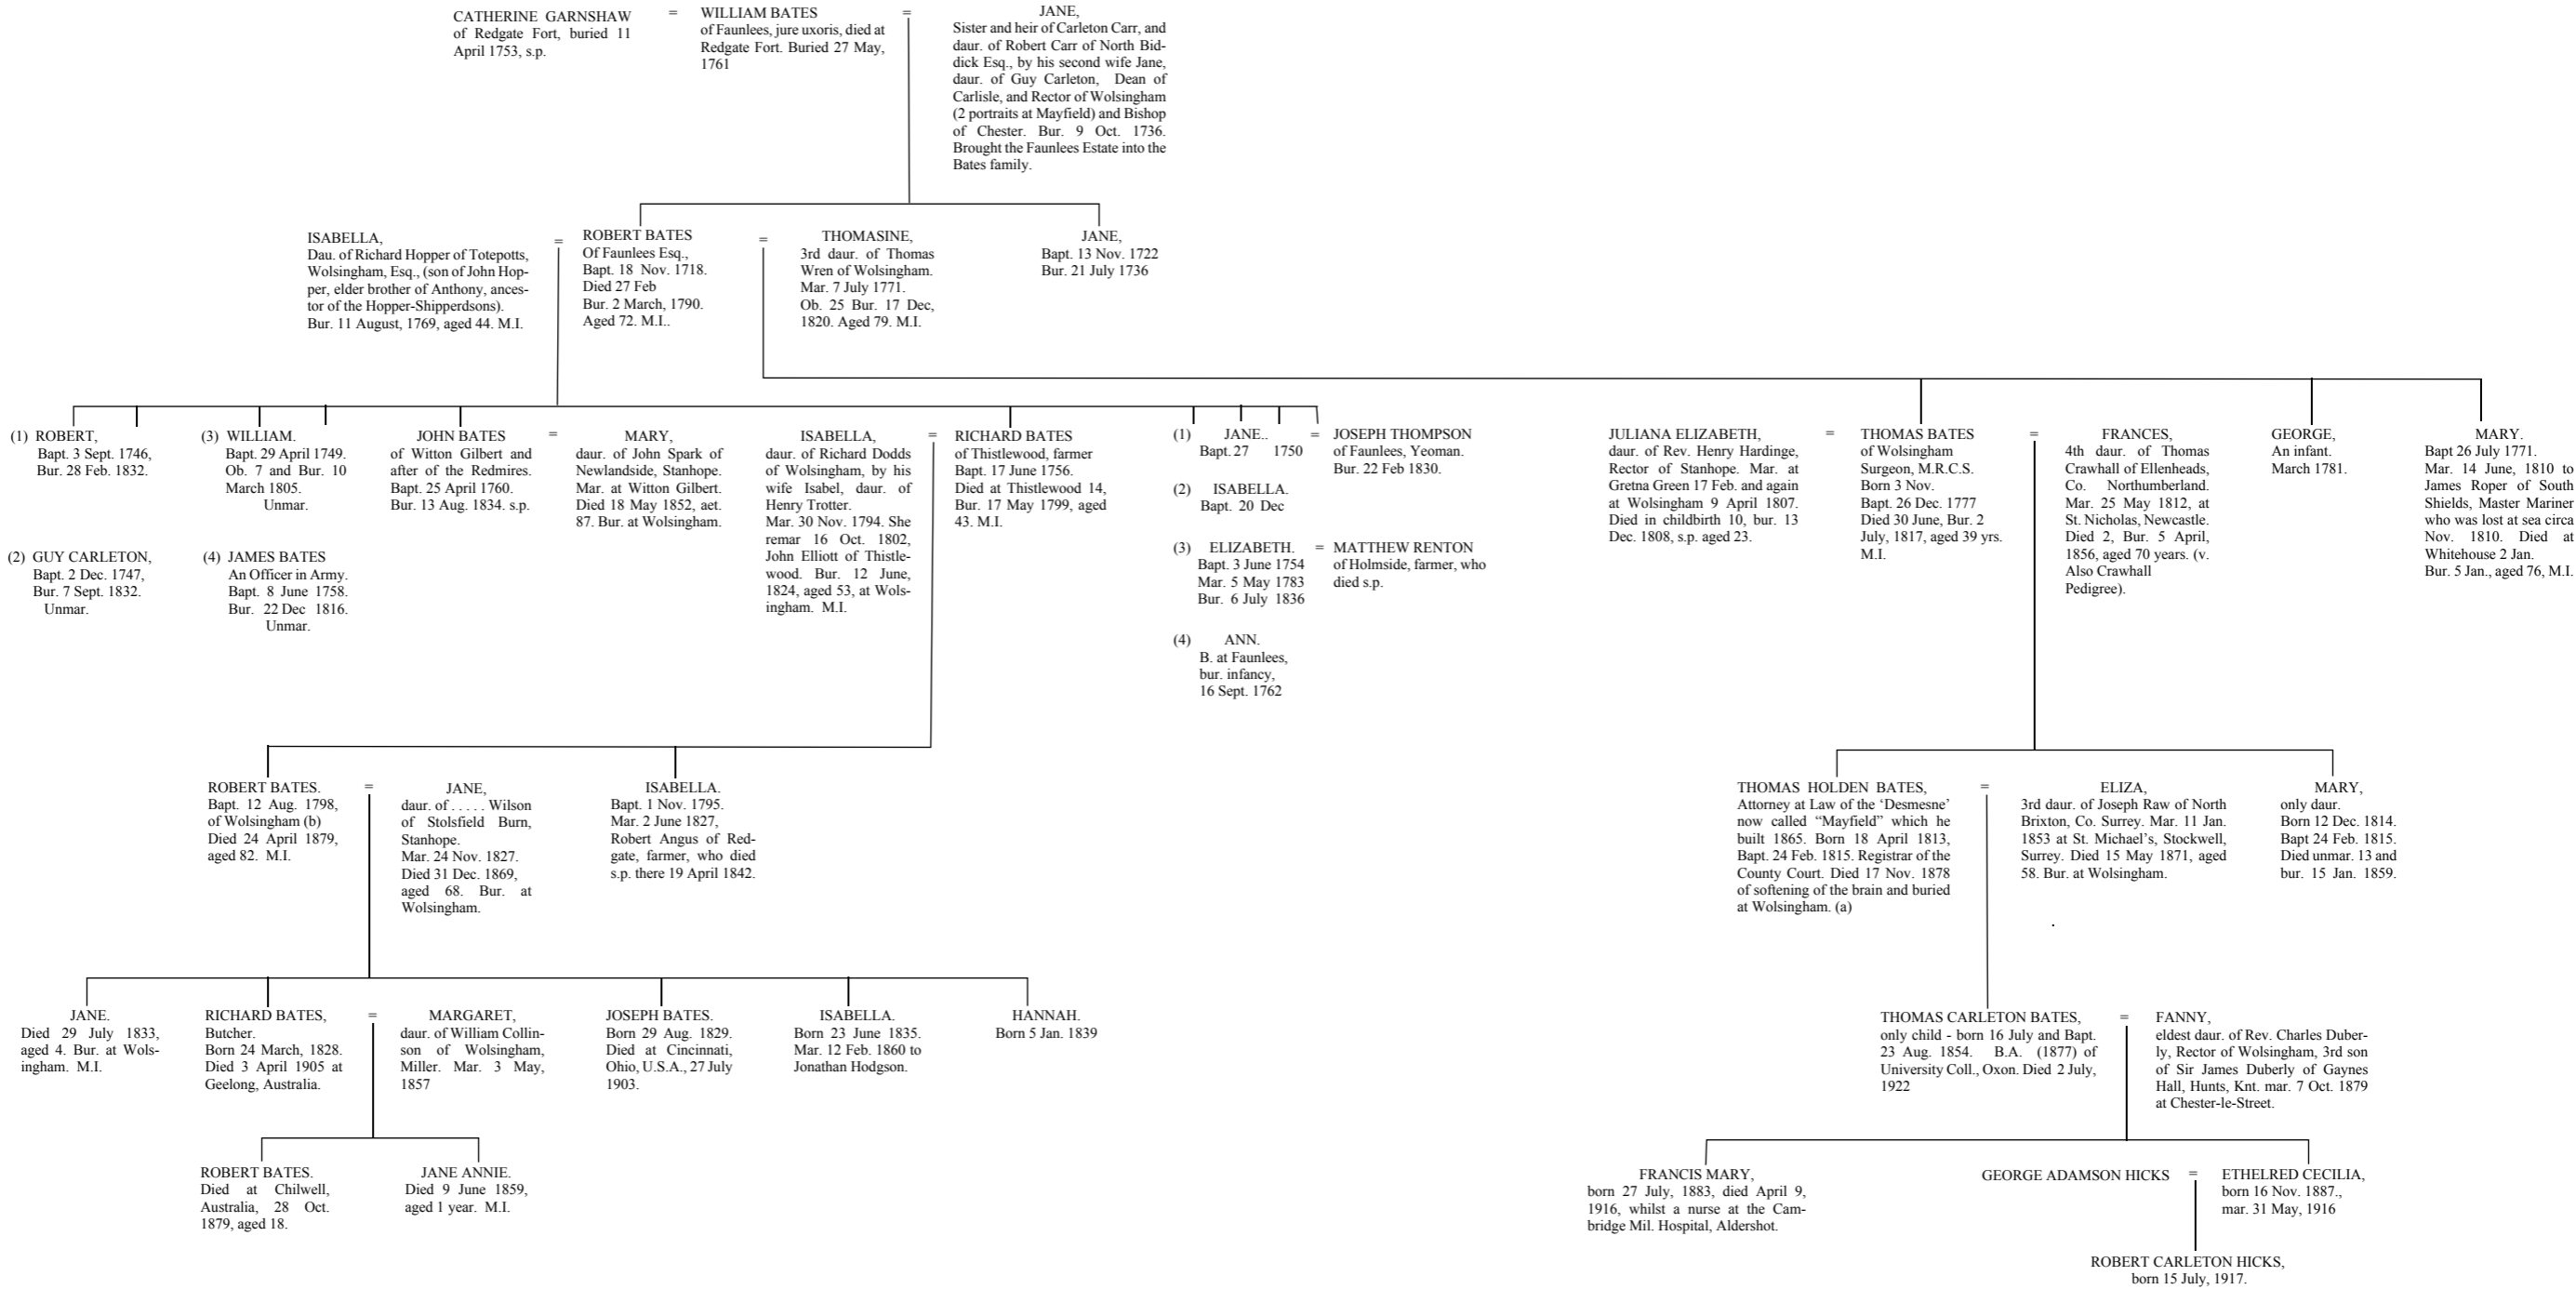 CATHERINE GARNSHAW
of Redgate Fort, buried 11
April 1753, s.p.
=
WILLIAM BATES
of Faunlees, jure uxoris, died at
Redgate Fort. Buried 27 May,
1761
=
JANE,
Sister and heir of Carleton Carr, and
daur. of Robert Carr of North Bid-
dick Esq., by his second wife Jane,
daur. of Guy Carleton, Dean of
Carlisle, and Rector of Wolsingham
(2 portraits at Mayfield) and Bishop
of Chester. Bur. 9 Oct. 1736.
Brought the Faunlees Estate into the
Bates family.
ISABELLA,
Dau. of Richard Hopper of Totepotts,
Wolsingham, Esq., (son of John Hop-
per, elder brother of Anthony, ances-
tor of the Hopper-Shipperdsons).
Bur. 11 August, 1769, aged 44. M.I.
=
ROBERT BATES
Of Faunlees Esq.,
Bapt. 18 Nov. 1718.
Died 27 Feb
Bur. 2 March, 1790.
Aged 72. M.I..
=
THOMASINE,
3rd daur. of Thomas
Wren of Wolsingham.
Mar. 7 July 1771.
Ob. 25 Bur. 17 Dec,
1820. Aged 79. M.I.
JANE,
Bapt. 13 Nov. 1722
Bur. 21 July 1736
(1) ROBERT,
Bapt. 3 Sept. 1746,
Bur. 28 Feb. 1832.
(2) GUY CARLETON,
Bapt. 2 Dec. 1747,
Bur. 7 Sept. 1832.
Unmar.
(3) WILLIAM.
Bapt. 29 April 1749.
Ob. 7 and Bur. 10
March 1805.
Unmar.
(4) JAMES BATES
An Officer in Army.
Bapt. 8 June 1758.
Bur. 22 Dec 1816.
Unmar.
JOHN BATES
of Witton Gilbert and
after of the Redmires.
Bapt. 25 April 1760.
Bur. 13 Aug. 1834. s.p.
=
MARY,
daur. of John Spark of
Newlandside, Stanhope.
Mar. at Witton Gilbert.
Died 18 May 1852, aet.
87. Bur. at Wolsingham.
ISABELLA,
daur. of Richard Dodds
of Wolsingham, by his
wife Isabel, daur. of
Henry Trotter.
Mar. 30 Nov. 1794. She
remar 16 Oct. 1802,
John Elliott of Thistle-
wood. Bur. 12 June,
1824, aged 53, at Wols-
ingham. M.I.
=
RICHARD BATES
of Thistlewood, farmer
Bapt. 17 June 1756.
Died at Thistlewood 14,
Bur. 17 May 1799, aged
43. M.I.
(1) JANE..
Bapt. 27 1750
=
JOSEPH THOMPSON
of Faunlees, Yeoman.
Bur. 22 Feb 1830.
(2) ISABELLA.
Bapt. 20 Dec
(3) ELIZABETH.
Bapt. 3 June 1754
Mar. 5 May 1783
Bur. 6 July 1836
=
MATTHEW RENTON
of Holmside, farmer, who
died s.p.
(4) ANN.
B. at Faunlees,
bur. infancy,
16 Sept. 1762
JULIANA ELIZABETH,
daur. of Rev. Henry Hardinge,
Rector of Stanhope. Mar. at
Gretna Green 17 Feb. and again
at Wolsingham 9 April 1807.
Died in childbirth 10, bur. 13
Dec. 1808, s.p. aged 23.
=
THOMAS BATES
of Wolsingham
Surgeon, M.R.C.S.
Born 3 Nov.
Bapt. 26 Dec. 1777
Died 30 June, Bur. 2
July, 1817, aged 39 yrs.
M.I.
=
FRANCES,
4th daur. of Thomas
Crawhall of Ellenheads,
Co. Northumberland.
Mar. 25 May 1812, at
St. Nicholas, Newcastle.
Died 2, Bur. 5 April,
1856, aged 70 years. (v.
Also Crawhall
Pedigree).
GEORGE,
An infant.
March 1781.
MARY.
Bapt 26 July 1771.
Mar. 14 June, 1810 to
James Roper of South
Shields, Master Mariner
who was lost at sea circa
Nov. 1810. Died at
Whitehouse 2 Jan.
Bur. 5 Jan., aged 76, M.I.
ROBERT BATES.
Bapt. 12 Aug. 1798,
of Wolsingham (b)
Died 24 April 1879,
aged 82. M.I.
=
JANE,
daur. of . . . . . Wilson
of Stolsfield Burn,
Stanhope.
Mar. 24 Nov. 1827.
Died 31 Dec. 1869,
aged 68. Bur. at
Wolsingham.
ISABELLA.
Bapt. 1 Nov. 1795.
Mar. 2 June 1827,
Robert Angus of Red-
gate, farmer, who died
s.p. there 19 April 1842.
THOMAS HOLDEN BATES,
Attorney at Law of the ‘Desmesne’
now called “Mayfield” which he
built 1865. Born 18 April 1813,
Bapt. 24 Feb. 1815. Registrar of the
County Court. Died 17 Nov. 1878
of softening of the brain and buried
at Wolsingham. (a)
=
ELIZA,
3rd daur. of Joseph Raw of North
Brixton, Co. Surrey. Mar. 11 Jan.
1853 at St. Michael's, Stockwell,
Surrey. Died 15 May 1871, aged
58. Bur. at Wolsingham.
.
MARY,
only daur.
Born 12 Dec. 1814.
Bapt 24 Feb. 1815.
Died unmar. 13 and
bur. 15 Jan. 1859.
JANE.
Died 29 July 1833,
aged 4. Bur. at Wols-
ingham. M.I.
RICHARD BATES,
Butcher.
Born 24 March, 1828.
Died 3 April 1905 at
Geelong, Australia.
=
MARGARET,
daur. of William Collin-
son of Wolsingham,
Miller. Mar. 3 May,
1857
JOSEPH BATES.
Born 29 Aug. 1829.
Died at Cincinnati,
Ohio, U.S.A., 27 July
1903.
ISABELLA.
Born 23 June 1835.
Mar. 12 Feb. 1860 to
Jonathan Hodgson.
HANNAH.
Born 5 Jan. 1839
THOMAS CARLETON BATES,
only child - born 16 July and Bapt.
23 Aug. 1854. B.A. (1877) of
University Coll., Oxon. Died 2 July,
1922
=
FANNY,
eldest daur. of Rev. Charles Duber-
ly, Rector of Wolsingham, 3rd son
of Sir James Duberly of Gaynes
Hall, Hunts, Knt. mar. 7 Oct. 1879
at Chester-le-Street.
ROBERT BATES.
Died at Chilwell,
Australia, 28 Oct.
1879, aged 18.
JANE ANNIE.
Died 9 June 1859,
aged 1 year. M.I.
FRANCIS MARY,
born 27 July, 1883, died April 9,
1916, whilst a nurse at the Cam-
bridge Mil. Hospital, Aldershot.
GEORGE ADAMSON HICKS
=
ETHELRED CECILIA,
born 16 Nov. 1887.,
mar. 31 May, 1916
ROBERT CARLETON HICKS,
born 15 July, 1917.